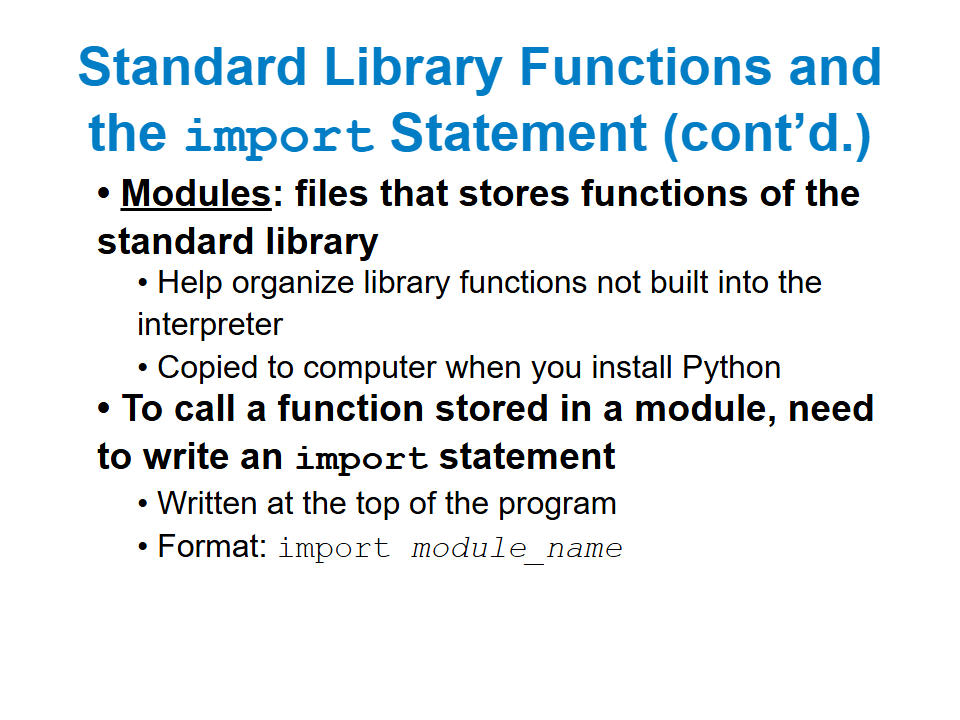 Standard Library Functions and
the import Statement (cont’d.)
• Modules: files that stores functions of the
standard library
• Help organize library functions not built into the
interpreter
• Copied to computer when you install Python
• To call a function stored in a module, need
to write an import statement
• Written at the top of the program
• Format: import module_name